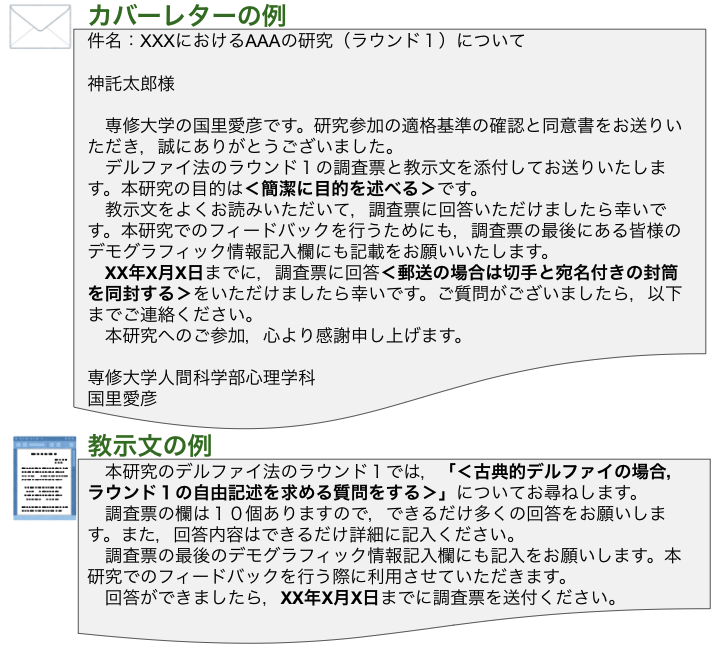 カバーレターの例
件名：XXXにおけるAAAの研究（ラウンド１）について
神託太郎様
専修大学の国里愛彦です。研究参加の適格基準の確認と同意書をお送りい
ただき，誠にありがとうございました。
デルファイ法のラウンド１の調査票と教示文を添付してお送りいたしま
す。本研究の目的は＜簡潔に目的を述べる＞です。
教示文をよくお読みいただいて，調査票に回答いただけましたら幸いで
す。本研究でのフィードバックを行うためにも，調査票の最後にある皆様の
デモグラフィック情報記入欄にも記載をお願いいたします。
XX年X月X日までに，調査票に回答＜郵送の場合は切手と宛名付きの封筒
を同封する＞をいただけましたら幸いです。ご質問がございましたら，以下
までご連絡ください。
本研究へのご参加，心より感謝申し上げます。
専修大学人間科学部心理学科
国里愛彦
教示文の例
本研究のデルファイ法のラウンド１では，「＜古典的デルファイの場合，
ラウンド１の自由記述を求める質問をする＞」についてお尋ねします。
調査票の欄は１０個ありますので，できるだけ多くの回答をお願いしま
す。また，回答内容はできるだけ詳細に記入ください。
調査票の最後のデモグラフィック情報記入欄にも記入をお願いします。本
研究でのフィードバックを行う際に利用させていただきます。
回答ができましたら，XX年X月X日までに調査票を送付ください。